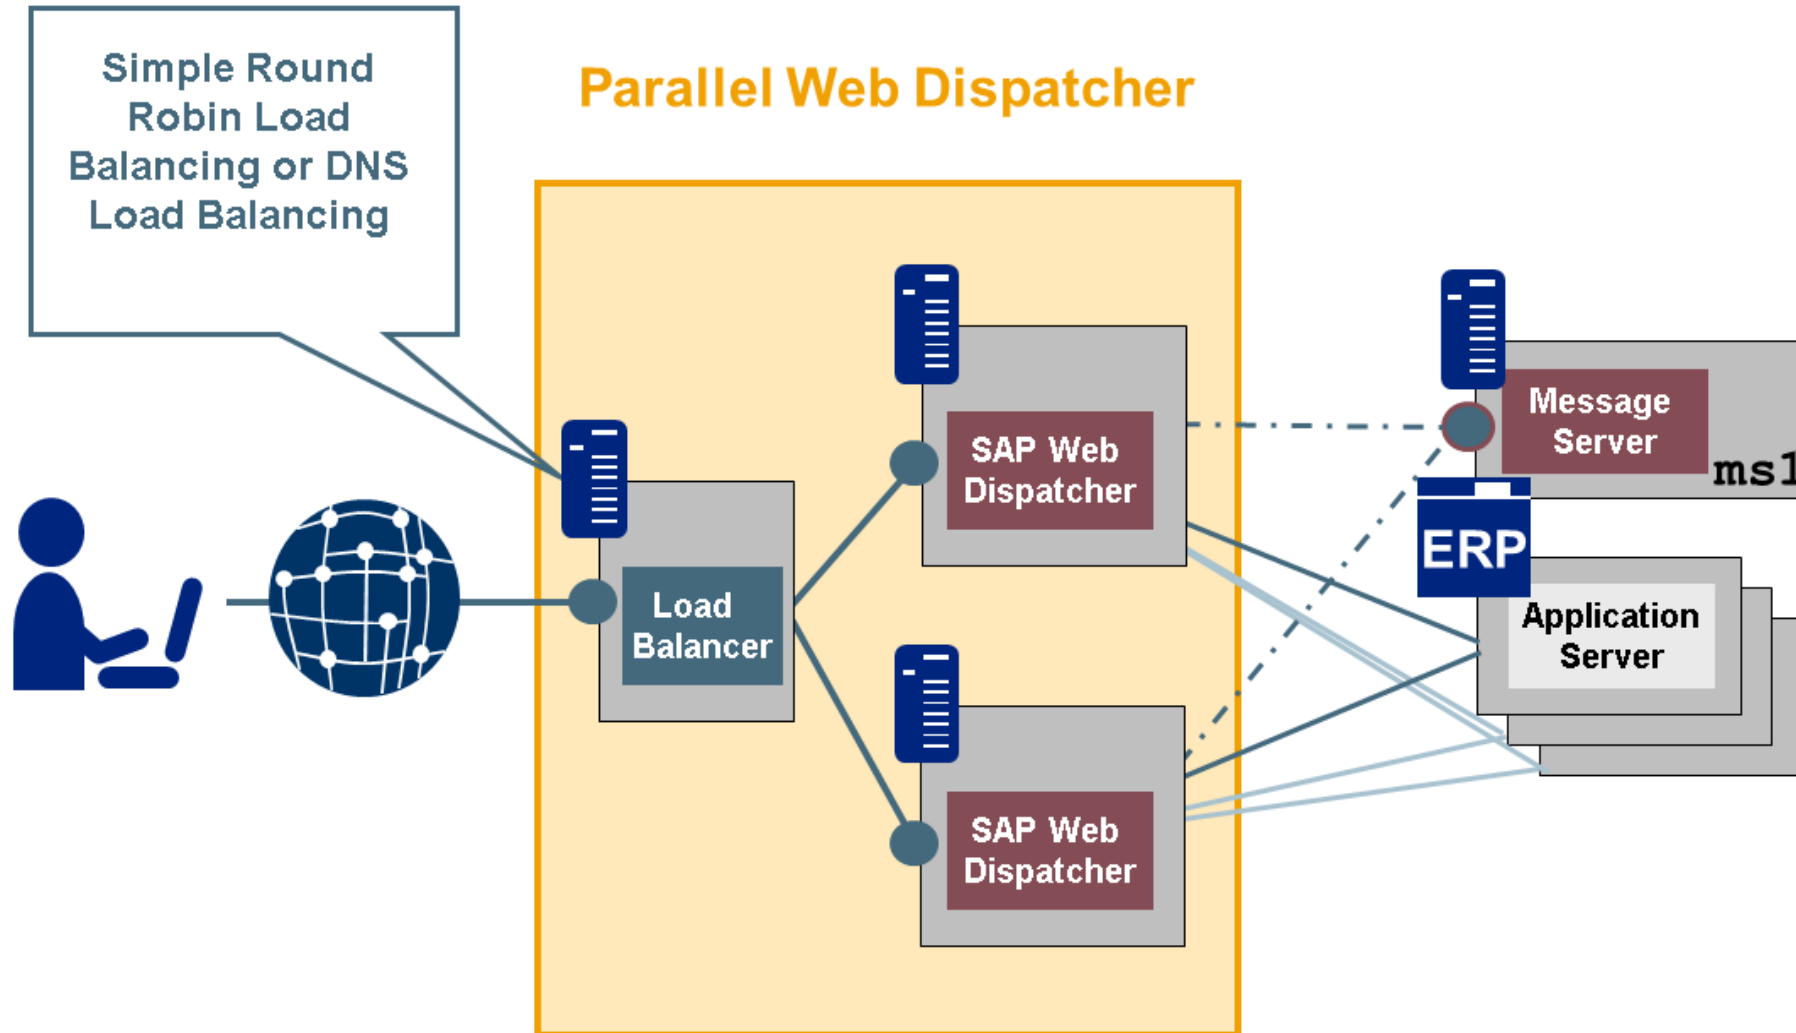 Simple Round
Robin Load
Balancing or DNS
Load Balancing
Parallel Web Dispatcher
Load
Balancer
SAP Web
Dispatcher
SAP Web
Dispatcher
Message
Server
ms1
ERP
Application
Server